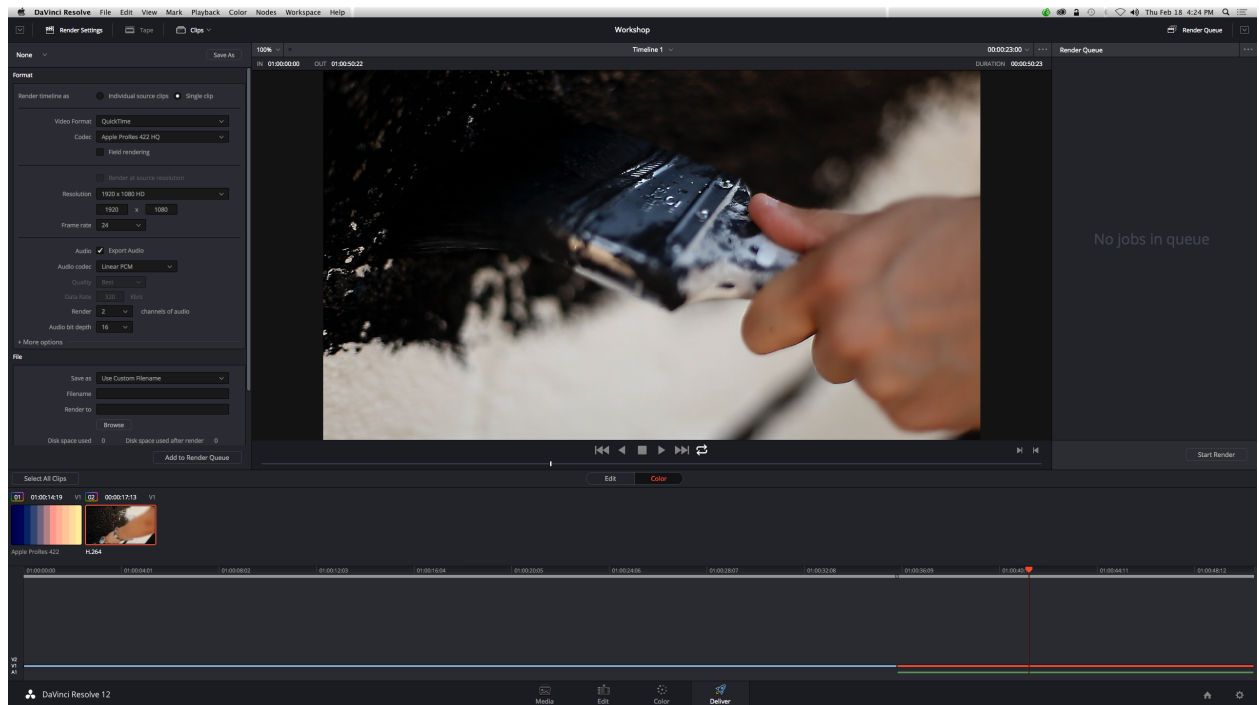 DaVinci Resolve File Edit View Mark Playback Color Nodes Workspace Help Thu Feb 18 4:24 PM
Render Settings Tape Clips Workshop Render Queue
None Save As 100% Timeline 1 00:00:23:00 Render Queue
IN 01:00:00:00 OUT 01:00:50:22 DURATION 00:00:50:23
Format
Render timeline as Individual source clips Single clip
Video Format QuickTime
Codec Apple ProRes 422 HQ
Field rendering
Render at source resolution
Resolution 1920 x 1080 HD
1920 x 1080
Frame rate 24
Audio Export Audio
Audio codec Linear PCM
Quality Best
Data Rate 320 Kb/s
Render 2 channels of audio
Audio bit depth 16
+ More options
File
Save as Use Custom Filename
Filename
Render to
Browse
Disk space used 0 Disk space used after render 0
Add to Render Queue
No jobs in queue
Start Render
Select All Clips Edit Color
01 01:00:14:19 V1 02 00:00:17:13 V1
Apple ProRes 422 H.264
01:00:00:00 01:00:04:01 01:00:08:02 01:00:12:03 01:00:16:04 01:00:20:05 01:00:24:06 01:00:28:07 01:00:32:08 01:00:36:09 01:00:40: 01:00:44:11 01:00:48:12
V2
V1
A1
DaVinci Resolve 12 Media Edit Color Deliver